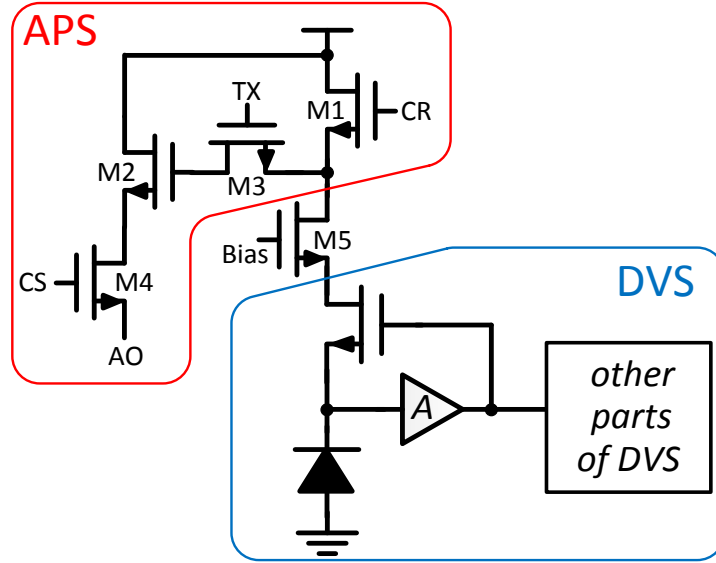 APS
TX
M1
CR
M2
M3
Bias
M5
CS
M4
AO
DVS
A
other
parts
of DVS